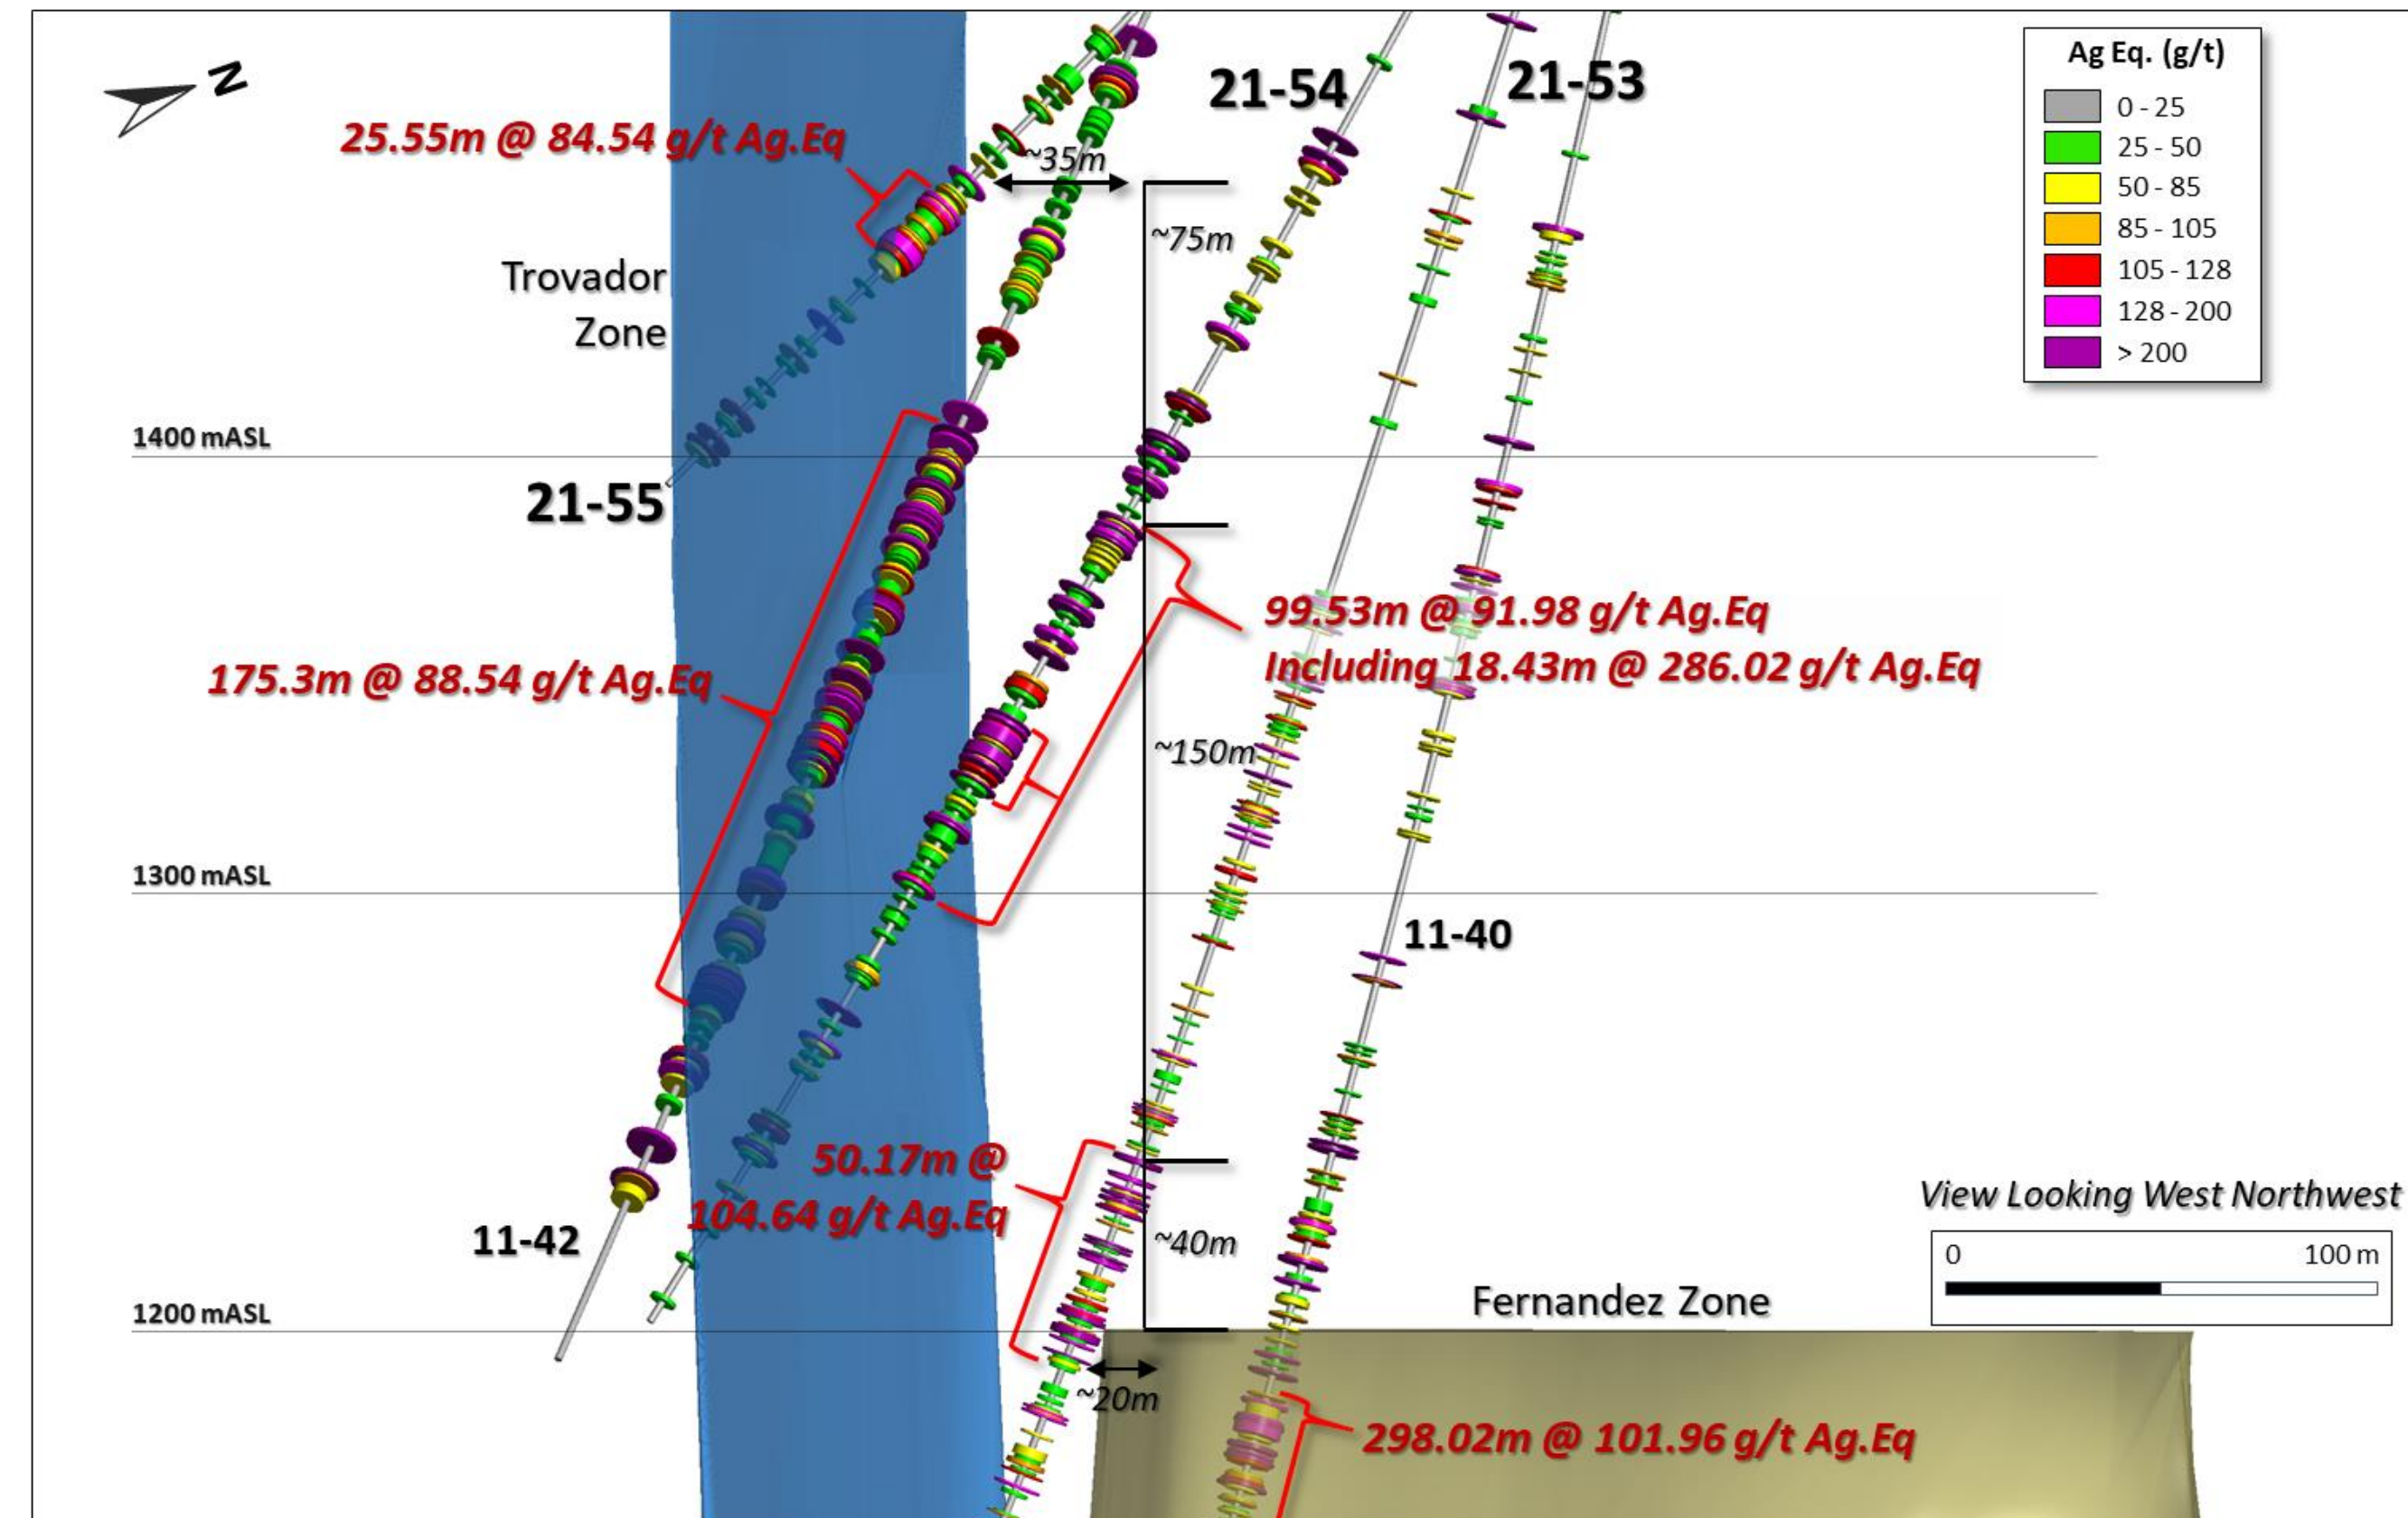 N
21-54
21-53
Ag Eq. (g/t)
0 - 25
25 - 50
50 - 85
85 - 105
105 - 128
128 - 200
> 200
25.55m @ 84.54 g/t Ag.Eq
~35m
~75m
Trovador
Zone
1400 mASL
21-55
99.53m @ 91.98 g/t Ag.Eq
Including 18.43m @ 286.02 g/t Ag.Eq
175.3m @ 88.54 g/t Ag.Eq
~150m
1300 mASL
11-40
50.17m @
104.64 g/t Ag.Eq
View Looking West Northwest
11-42
~40m
0 100 m
Fernandez Zone
1200 mASL
~20m
298.02m @ 101.96 g/t Ag.Eq